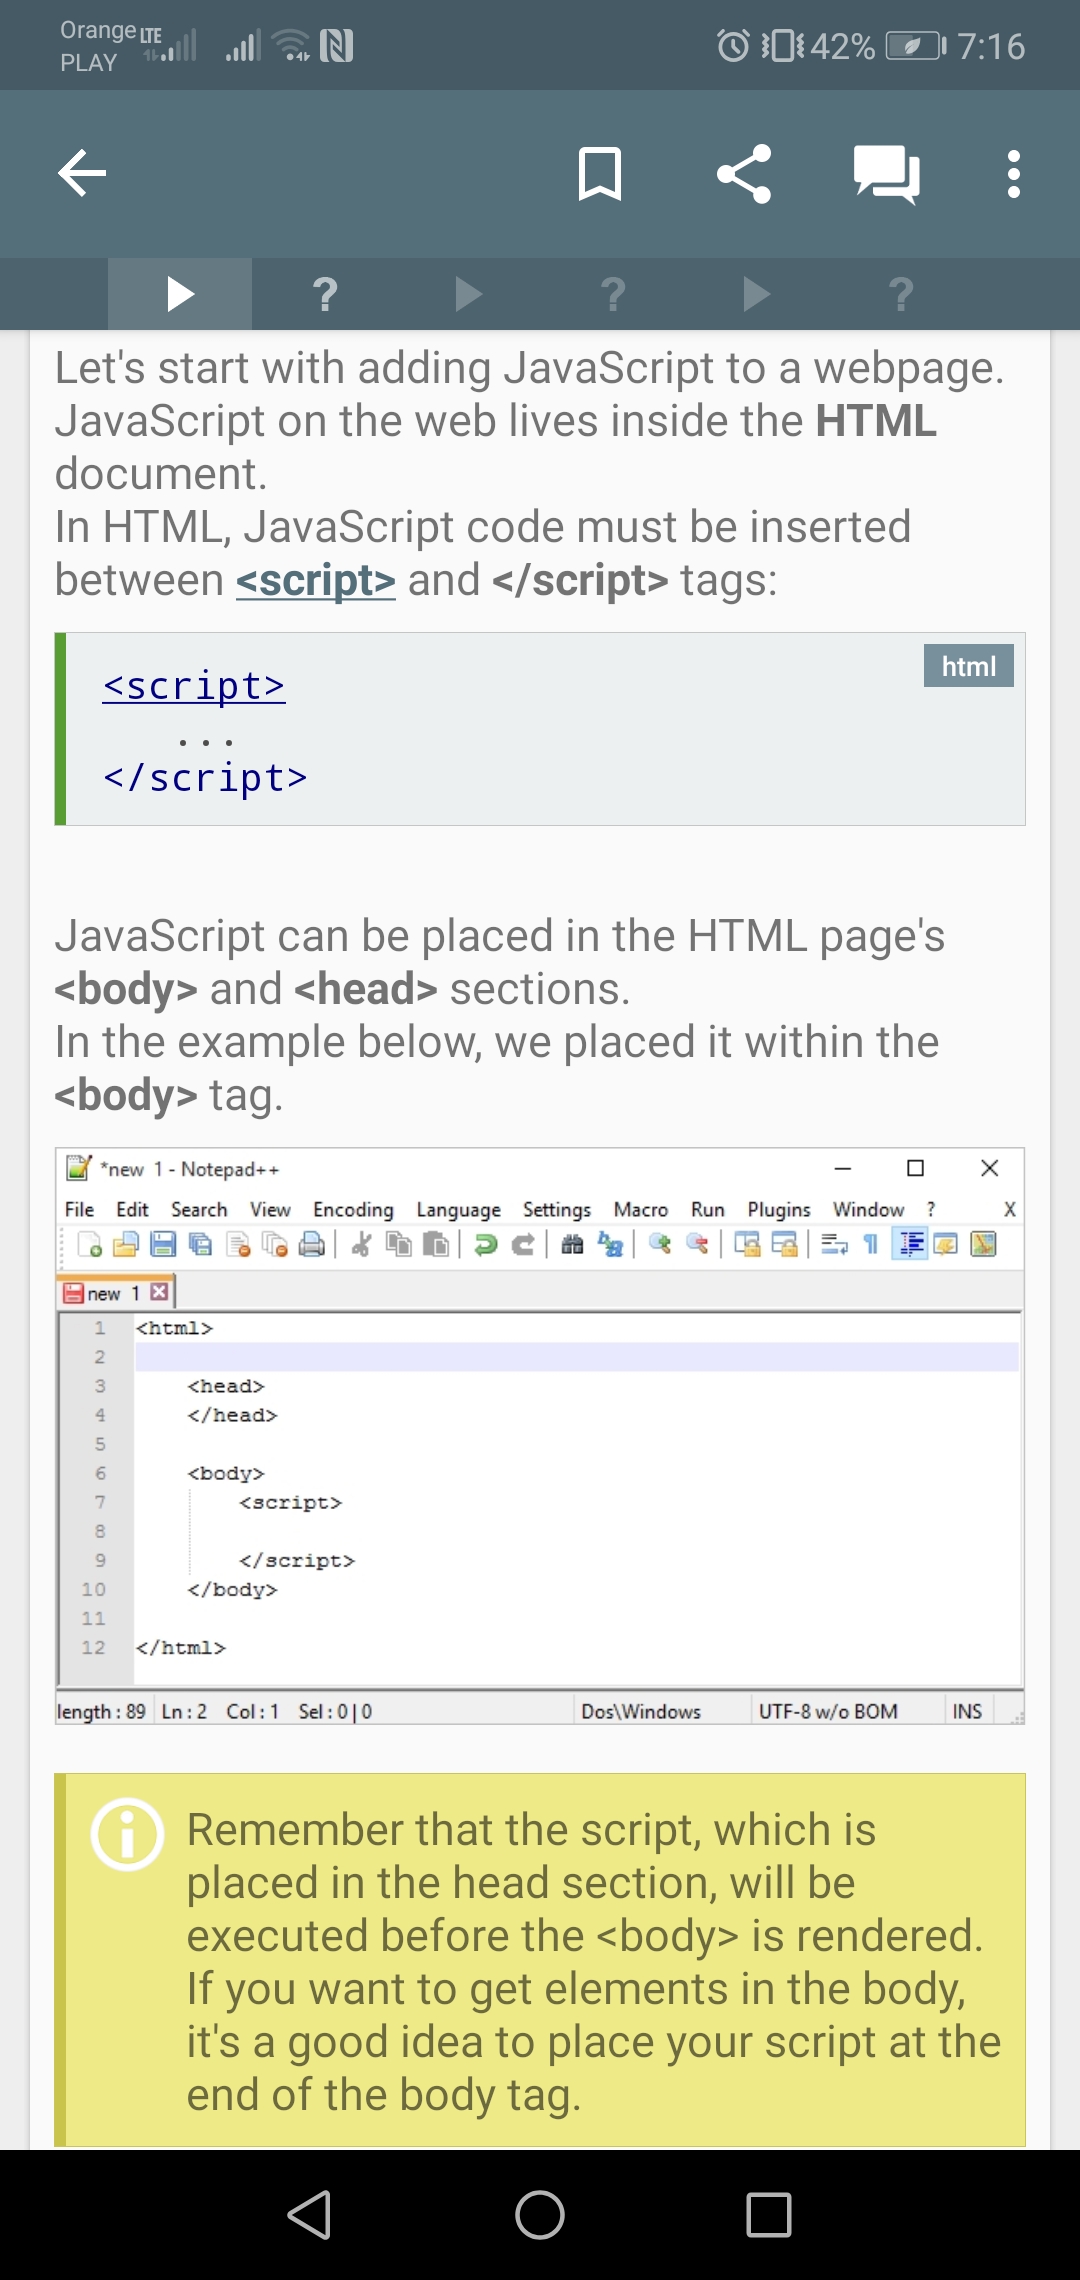 Orange LTE
PLAY
42% 7:16
? ? ?
Let's start with adding JavaScript to a webpage.
JavaScript on the web lives inside the HTML
document.
In HTML, JavaScript code must be inserted
between <script> and </script> tags:
html
<script>
...
</script>
JavaScript can be placed in the HTML page's
<body> and <head> sections.
In the example below, we placed it within the
<body> tag.
*new 1 - Notepad++
File Edit Search View Encoding Language Settings Macro Run Plugins Window ? X
new 1
1 <html>
2
3 <head>
4 </head>
5
6 <body>
7 <script>
8
9 </script>
10 </body>
11
12 </html>
length : 89 Ln : 2 Col : 1 Sel : 0 | 0 Dos\Windows UTF-8 w/o BOM INS
Remember that the script, which is
placed in the head section, will be
executed before the <body> is rendered.
If you want to get elements in the body,
it's a good idea to place your script at the
end of the body tag.